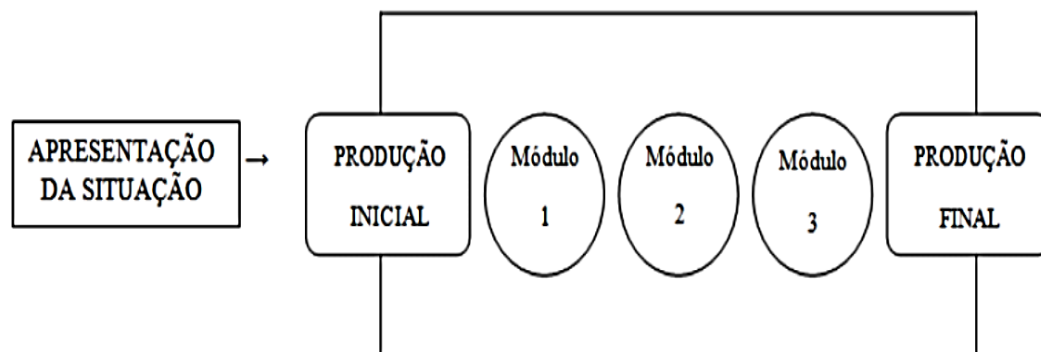 APRESENTAÇÃO
DA SITUAÇÃO
→
PRODUÇÃO
INICIAL
Módulo
1
Módulo
2
Módulo
3
PRODUÇÃO
FINAL